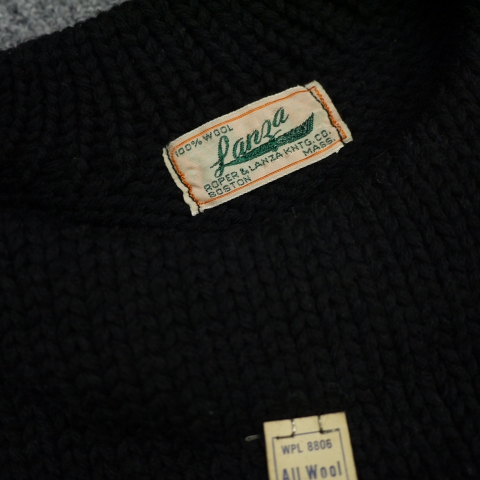 100% WOOL
Lanza
ROPER & LANZA KNTG. CO.
BOSTON MASS.
WPL 8806
All Wool